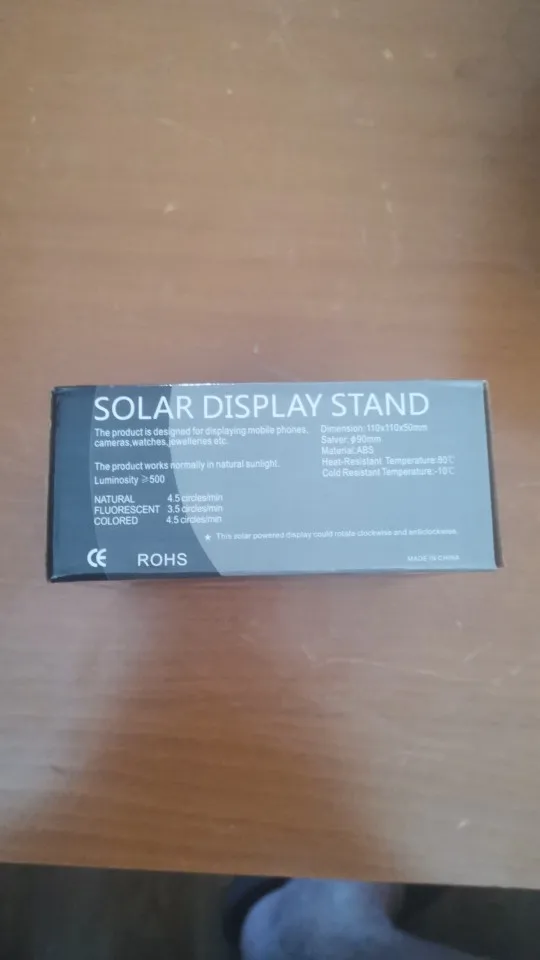 SOLAR DISPLAY STAND
The product is designed for displaying mobile phones,
cameras,watches,jewelleries etc.
The product works normally in natural sunlight.
Luminosity ≥500
NATURAL 4.5 circles/min
FLUORESCENT 3.5 circles/min
COLORED 4.5 circles/min
Dimension:110x110x50mm
Salver: φ90mm
Material:ABS
Heet-Resistant Temperature:80℃
Cold Resistant Temperature:-10℃
★ This solar powered display could rotate clockwise and anticlockwise.
CE ROHS
MADE IN CHINA